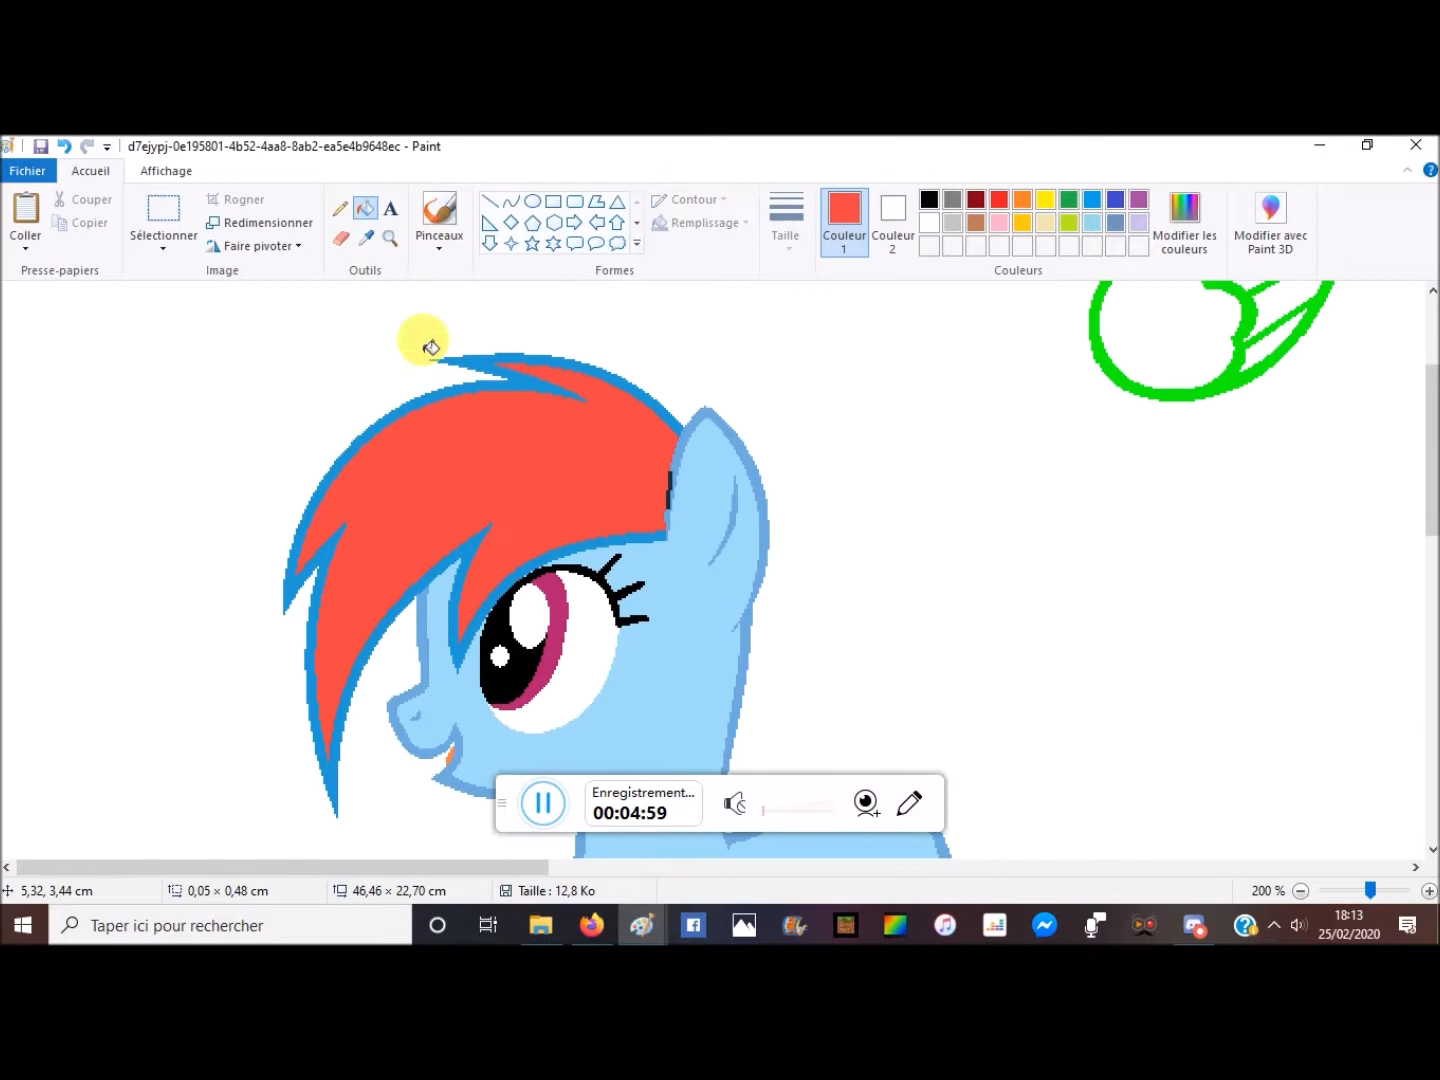 d7ejypj-0e195801-4b52-4aa8-8ab2-ea5e4b9648ec - Paint
Fichier Accueil Affichage
Coller
Couper
Copier
Presse-papiers
Sélectionner
Rogner
Redimensionner
Faire pivoter
Image
A
Outils
Pinceaux
Contour
Remplissage
Formes
Taille
Couleur 1
Couleur 2
Couleurs
Modifier les couleurs
Modifier avec Paint 3D
Enregistrement...
00:04:59
5,32, 3,44 cm 0,05 × 0,48 cm 46,46 × 22,70 cm Taille : 12,8 Ko 200 %
Taper ici pour rechercher
18:13
25/02/2020